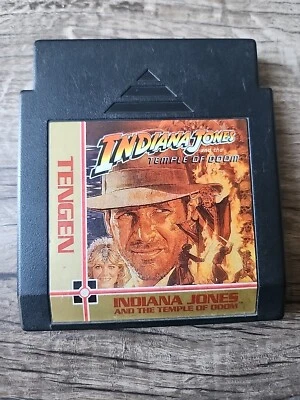 INDIANA JONES
and the
TEMPLE OF DOOM
TENGEN
INDIANA JONES
AND THE TEMPLE OF DOOM